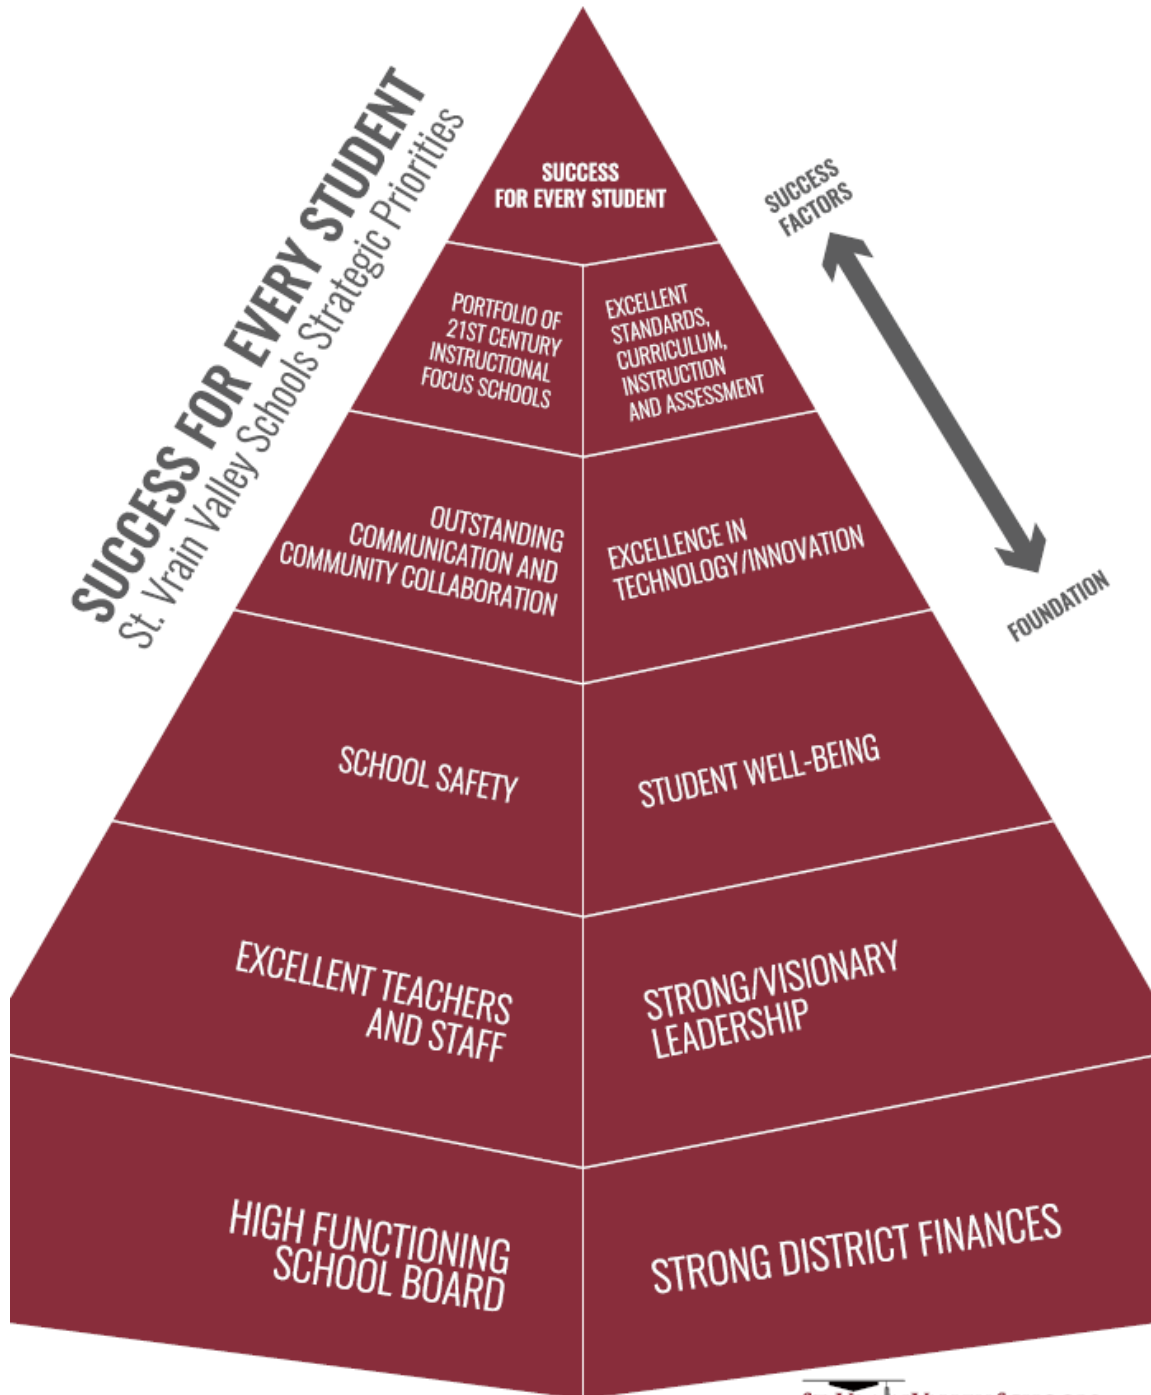 SUCCESS FOR EVERY STUDENT
St. Vrain Valley Schools Strategic Priorities
SUCCESS
FOR EVERY STUDENT
SUCCESS
FACTORS
FOUNDATION
PORTFOLIO OF
21ST CENTURY
INSTRUCTIONAL
FOCUS SCHOOLS
EXCELLENT
STANDARDS,
CURRICULUM,
INSTRUCTION
AND ASSESSMENT
OUTSTANDING
COMMUNICATION AND
COMMUNITY COLLABORATION
EXCELLENCE IN
TECHNOLOGY/INNOVATION
SCHOOL SAFETY
STUDENT WELL-BEING
EXCELLENT TEACHERS
AND STAFF
STRONG/VISIONARY
LEADERSHIP
HIGH FUNCTIONING
SCHOOL BOARD
STRONG DISTRICT FINANCES